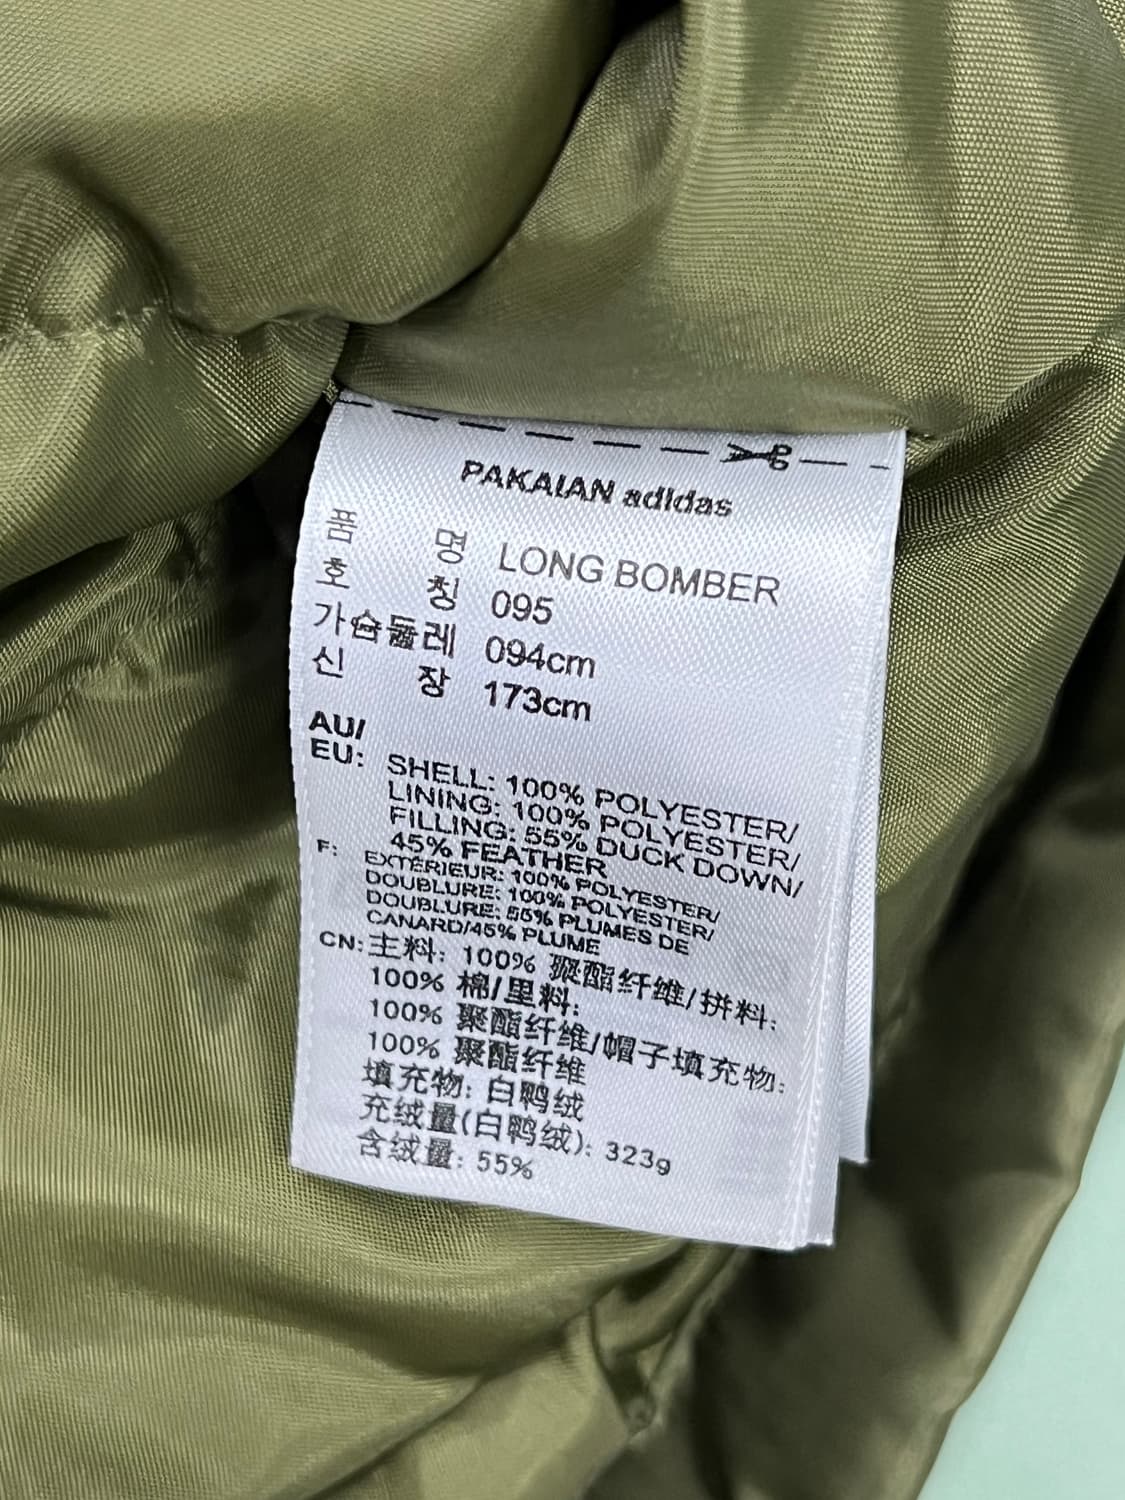 PAKAIAN adidas
품 명 LONG BOMBER
호 칭 095
가슴둘레 094cm
신 장 173cm
AU/
EU: SHELL: 100% POLYESTER/
LINING: 100% POLYESTER/
FILLING: 55% DUCK DOWN/
45% FEATHER
F: EXTÉRIEUR: 100% POLYESTER/
DOUBLURE: 100% POLYESTER/
DOUBLURE: 55% PLUMES DE
CANARD/45% PLUME
CN: 主料: 100% 聚酯纤维/拼料:
100% 棉/里料:
100% 聚酯纤维/帽子填充物:
100% 聚酯纤维
填充物: 白鸭绒
充绒量(白鸭绒): 323g
含绒量: 55%